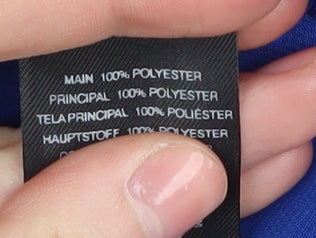 MAIN 100% POLYESTER
PRINCIPAL 100% POLYESTER
TELA PRINCIPAL 100% POLIÉSTER
HAUPTSTOFF 100% POLYESTER